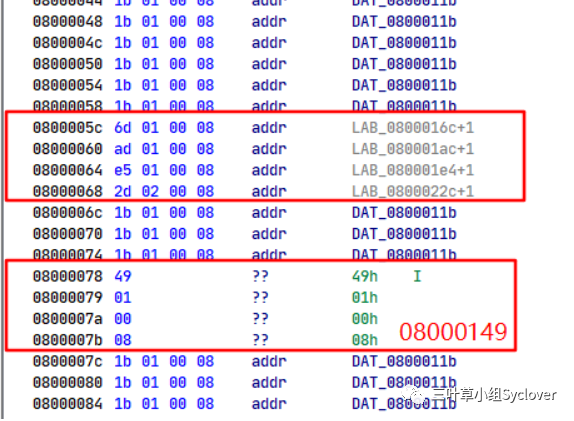 08000044 1b 01 00 08 addr DAT_0800011b
08000048 1b 01 00 08 addr DAT_0800011b
0800004c 1b 01 00 08 addr DAT_0800011b
08000050 1b 01 00 08 addr DAT_0800011b
08000054 1b 01 00 08 addr DAT_0800011b
08000058 1b 01 00 08 addr DAT_0800011b
0800005c 6d 01 00 08 addr LAB_0800016c+1
08000060 ad 01 00 08 addr LAB_080001ac+1
08000064 e5 01 00 08 addr LAB_080001e4+1
08000068 2d 02 00 08 addr LAB_0800022c+1
0800006c 1b 01 00 08 addr DAT_0800011b
08000070 1b 01 00 08 addr DAT_0800011b
08000074 1b 01 00 08 addr DAT_0800011b
08000078 49 ?? 49h I
08000079 01 ?? 01h
0800007a 00 ?? 00h
0800007b 08 ?? 08h
08000149
0800007c 1b 01 00 08 addr DAT_0800011b
08000080 1b 01 00 08 addr DAT_0800011b
08000084 1b 01 00 08 addr DAT_0800011b
三叶草小组Syclover